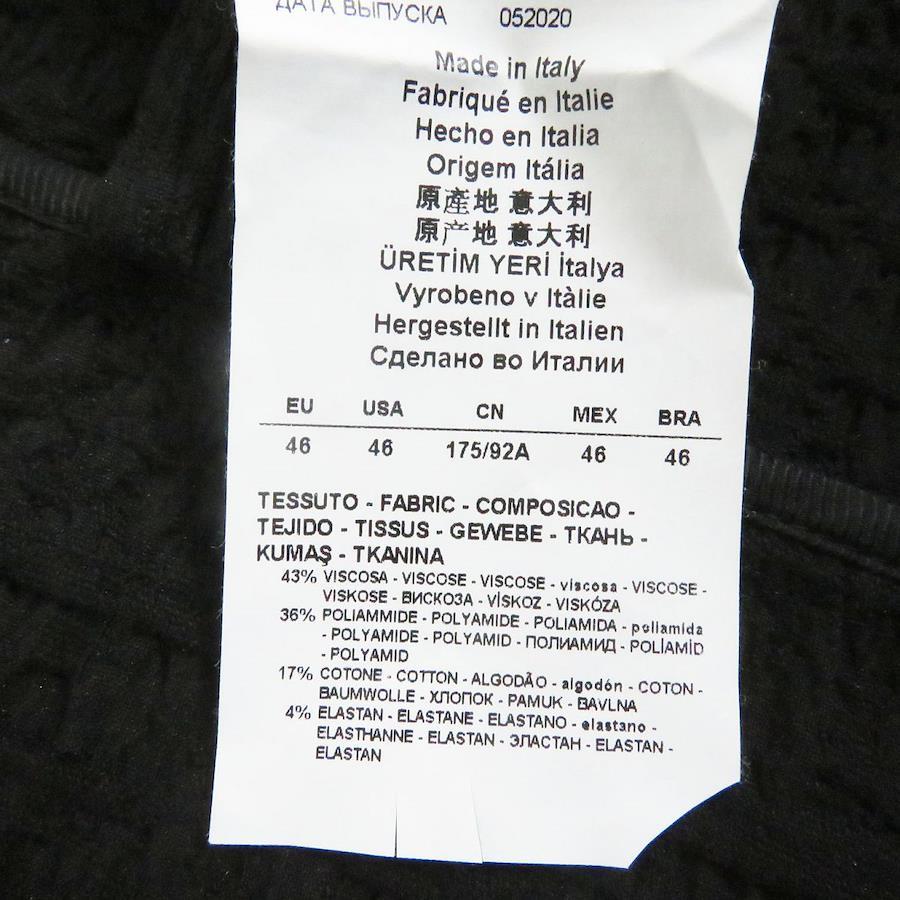 ДАТА ВЫПУСКА 052020
Made in Italy
Fabriqué en Italie
Hecho en Italia
Origem Itália
原產地 意大利
原产地 意大利
ÜRETİM YERİ İtalya
Vyrobeno v Itàlie
Hergestellt in Italien
Сделано во Италии
EU USA CN MEX BRA
46 46 175/92A 46 46
TESSUTO - FABRIC - COMPOSICAO -
TEJIDO - TISSUS - GEWEBE - ТКАНЬ -
KUMAŞ - TKANINA
43% VISCOSA - VISCOSE - VISCOSE - viscosa - VISCOSE -
VISKOSE - ВИСКОЗА - VİSKOZ - VISKÓZA
36% POLIAMMIDE - POLYAMIDE - POLIAMIDA - poliamida
- POLYAMIDE - POLYAMID - ПОЛИАМИД - POLİAMİD
- POLYAMID
17% COTONE - COTTON - ALGODÃO - algodón - COTON -
BAUMWOLLE - ХЛОПОК - PAMUK - BAVLNA
4% ELASTAN - ELASTANE - ELASTANO - elastano -
ELASTHANNE - ELASTAN - ЭЛАСТАН - ELASTAN -
ELASTAN